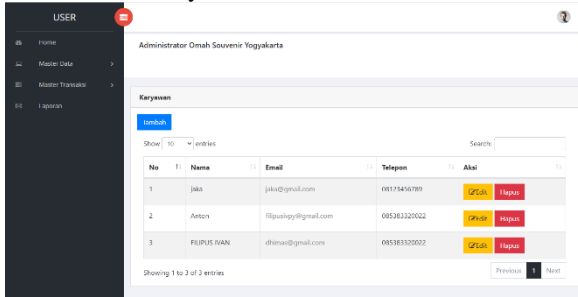 USER
Home
Administrator Omah Souvenir Yogyakarta
Master Data
Master Transaksi
Laporan
Karyawan
Tambah
Show 10 entries Search:
No Nama Email Telepon Aksi
1 jaka jaka@gmail.com 08123456789 Edit Hapus
2 Anton filipusivpy@gmail.com 085383320022 Edit Hapus
3 FILIPUS IVAN dhimas@gmail.com 085383320022 Edit Hapus
Showing 1 to 3 of 3 entries Previous 1 Next